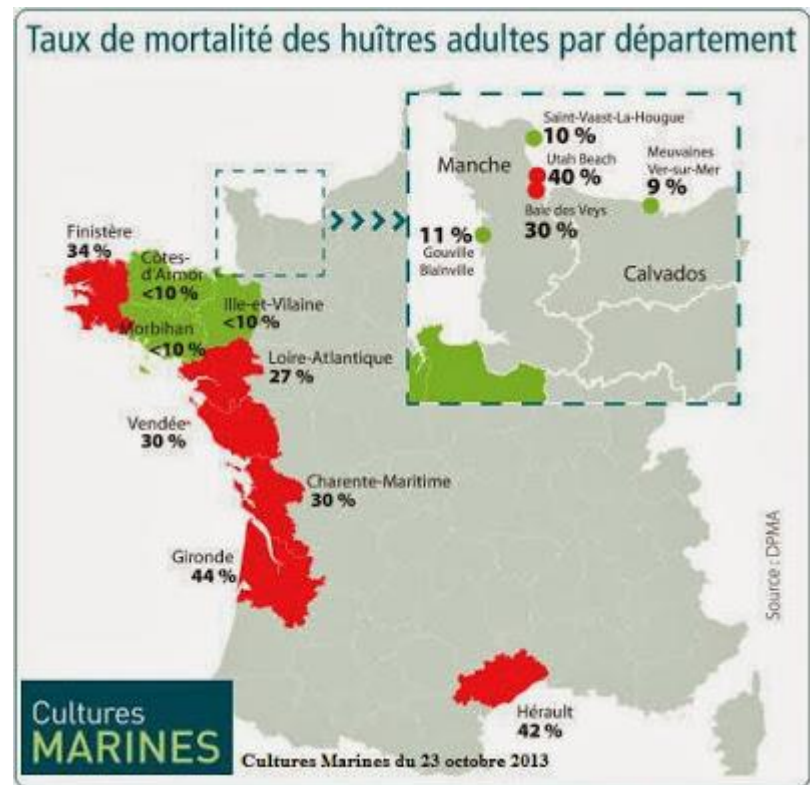 Taux de mortalité des huîtres adultes par département
Saint-Vaast-La-Hougue
10 %
Manche
Utah Beach
40 %
Meuvaines
Ver-sur-Mer
9 %
Baie des Veys
30 %
11 %
Gouville
Blainville
Calvados
Finistère
34 %
Côtes-
d'Armor
<10 %
Ille-et-Vilaine
<10 %
Morbihan
<10 %
Loire-Atlantique
27 %
Vendée
30 %
Charente-Maritime
30 %
Gironde
44 %
Hérault
42 %
Source : DPMA
Cultures
MARINES
Cultures Marines du 23 octobre 2013